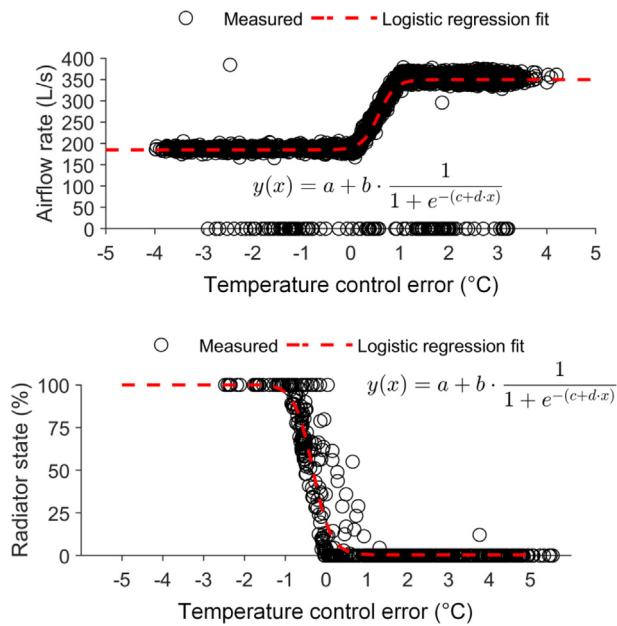 Measured Logistic regression fit
400
350
300
250
200
150
100
50
0
Airflow rate (L/s)
y(x) = a + b · 1 / (1 + e^{-(c+d·x)})
-5 -4 -3 -2 -1 0 1 2 3 4 5
Temperature control error (°C)
Measured Logistic regression fit
100
75
50
25
0
Radiator state (%)
y(x) = a + b · 1 / (1 + e^{-(c+d·x)})
-5 -4 -3 -2 -1 0 1 2 3 4 5
Temperature control error (°C)